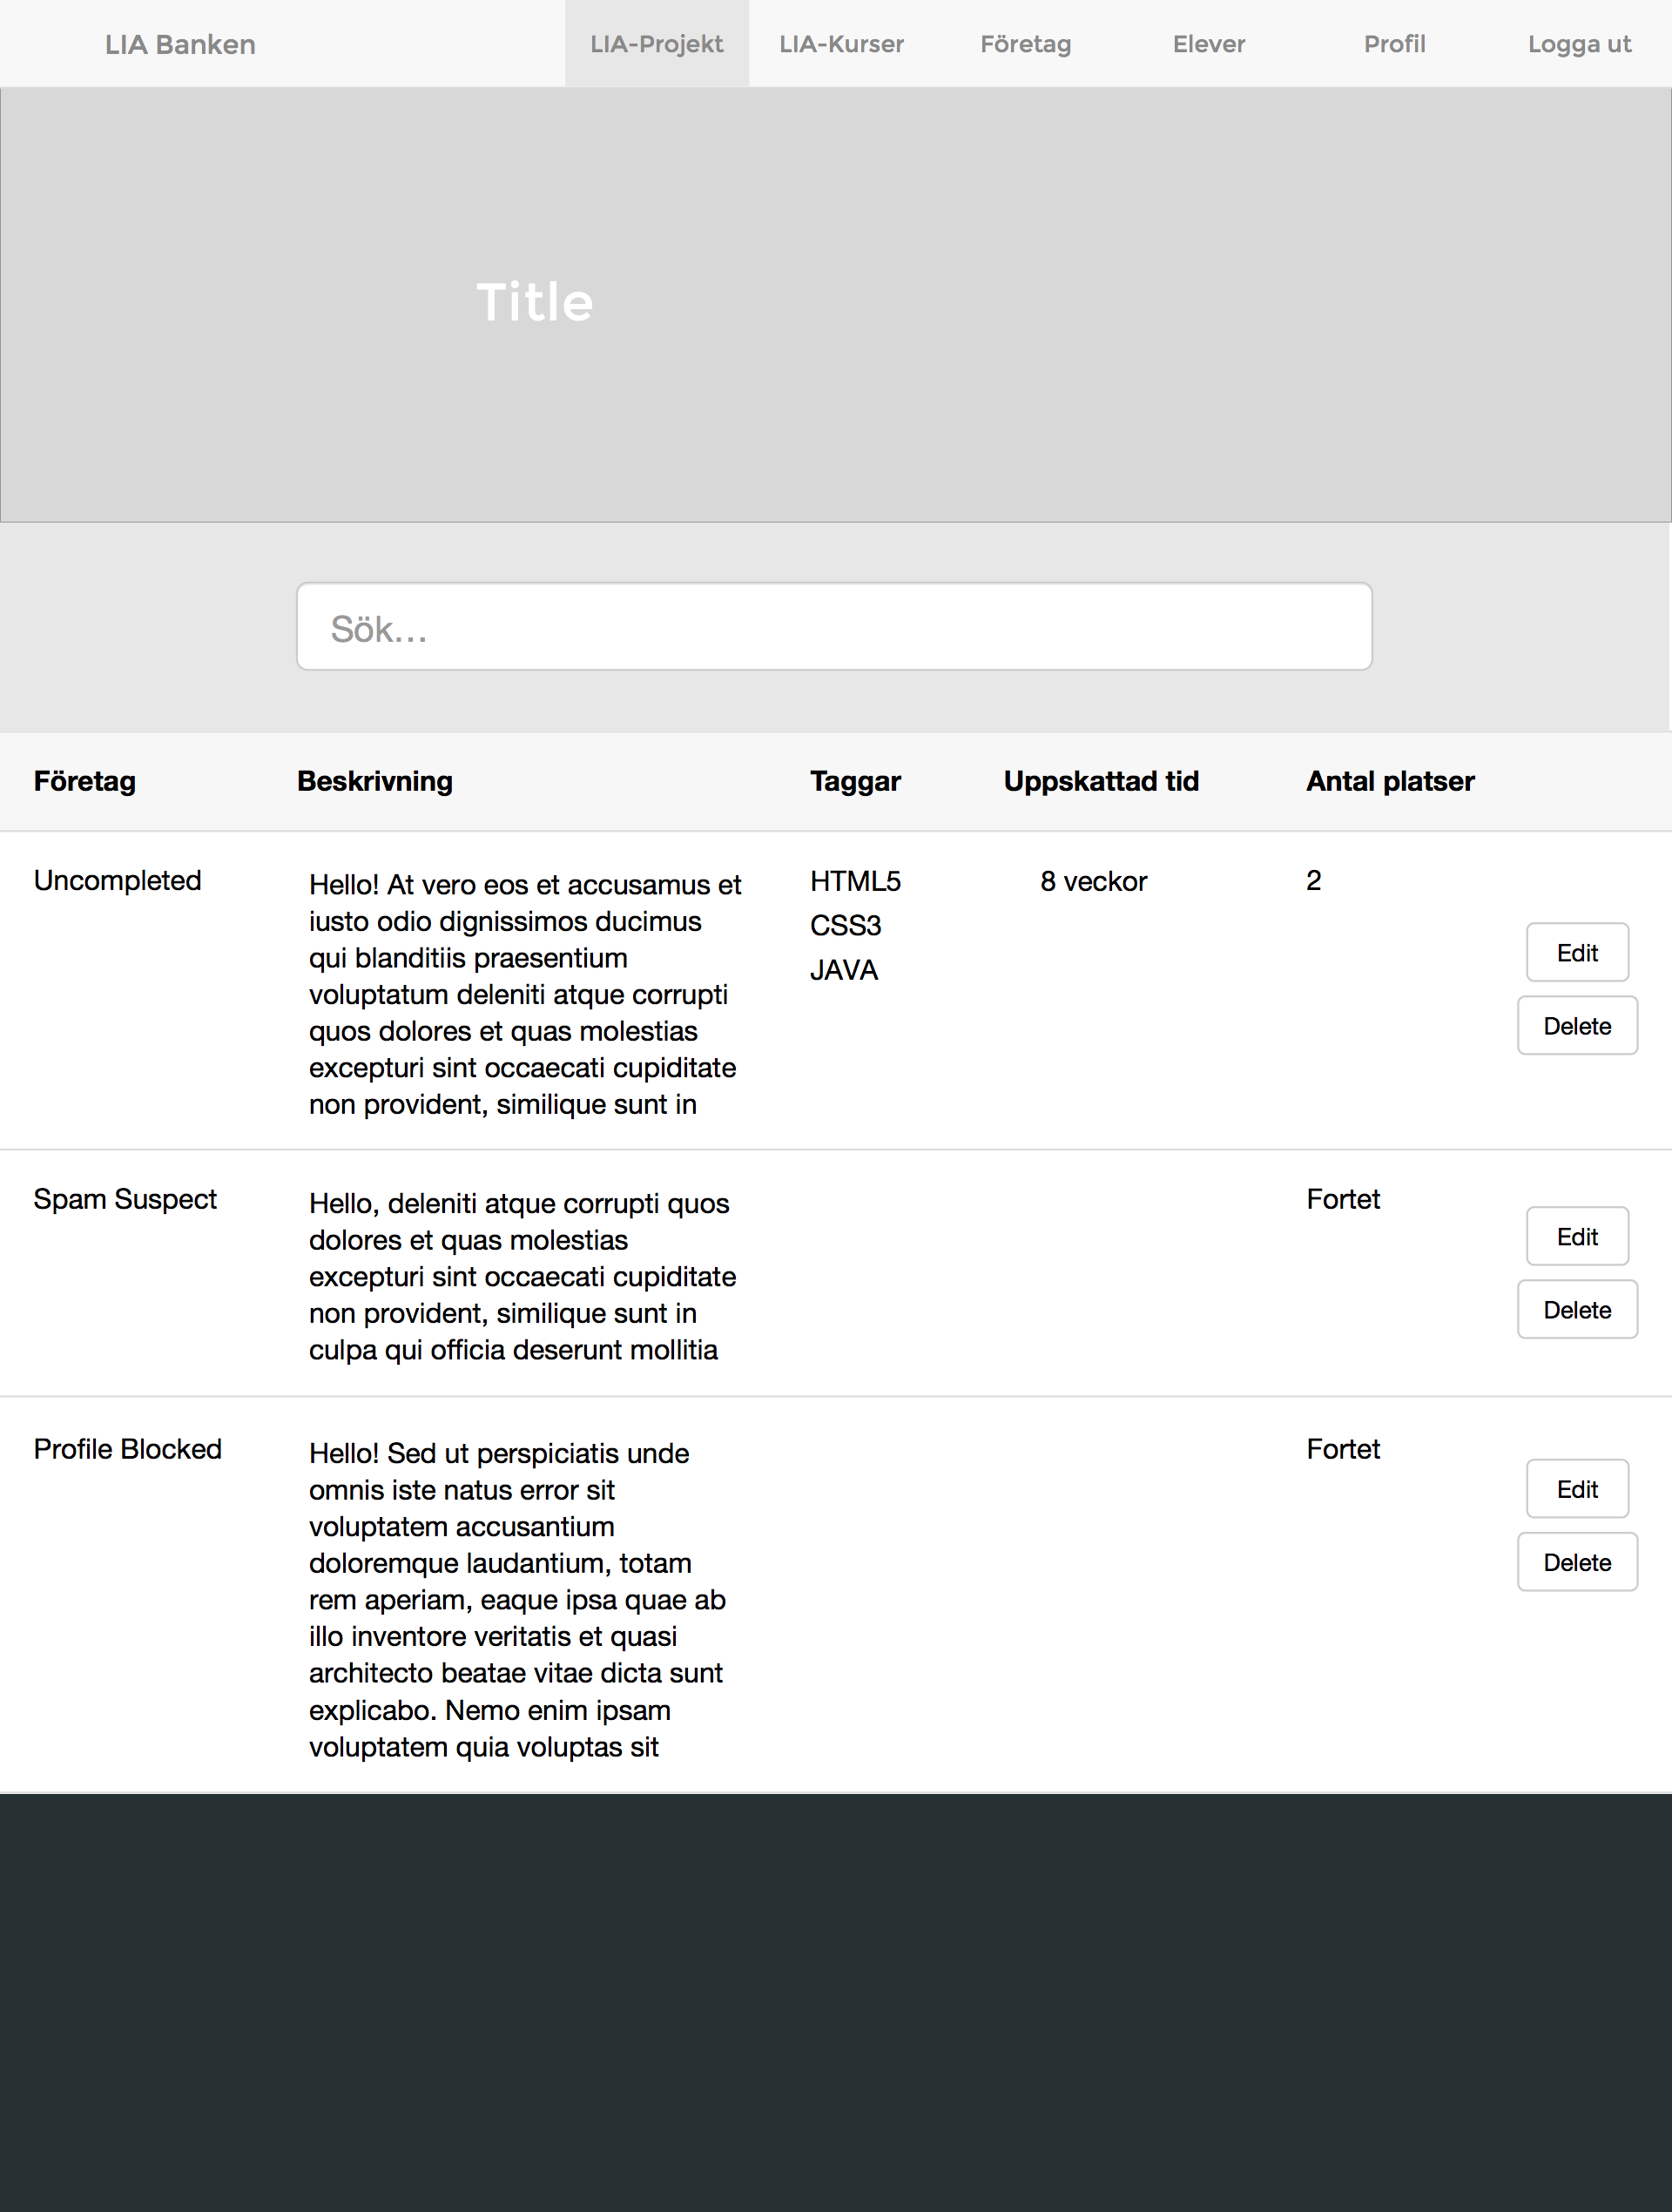 LIA Banken LIA-Projekt LIA-Kurser Företag Elever Profil Logga ut
Title
Sök...
Företag Beskrivning Taggar Uppskattad tid Antal platser
Uncompleted
Hello! At vero eos et accusamus et
iusto odio dignissimos ducimus
qui blanditiis praesentium
voluptatum deleniti atque corrupti
quos dolores et quas molestias
excepturi sint occaecati cupiditate
non provident, similique sunt in
HTML5
CSS3
JAVA
8 veckor
2
Edit
Delete
Spam Suspect
Hello, deleniti atque corrupti quos
dolores et quas molestias
excepturi sint occaecati cupiditate
non provident, similique sunt in
culpa qui officia deserunt mollitia
Fortet
Edit
Delete
Profile Blocked
Hello! Sed ut perspiciatis unde
omnis iste natus error sit
voluptatem accusantium
doloremque laudantium, totam
rem aperiam, eaque ipsa quae ab
illo inventore veritatis et quasi
architecto beatae vitae dicta sunt
explicabo. Nemo enim ipsam
voluptatem quia voluptas sit
Fortet
Edit
Delete